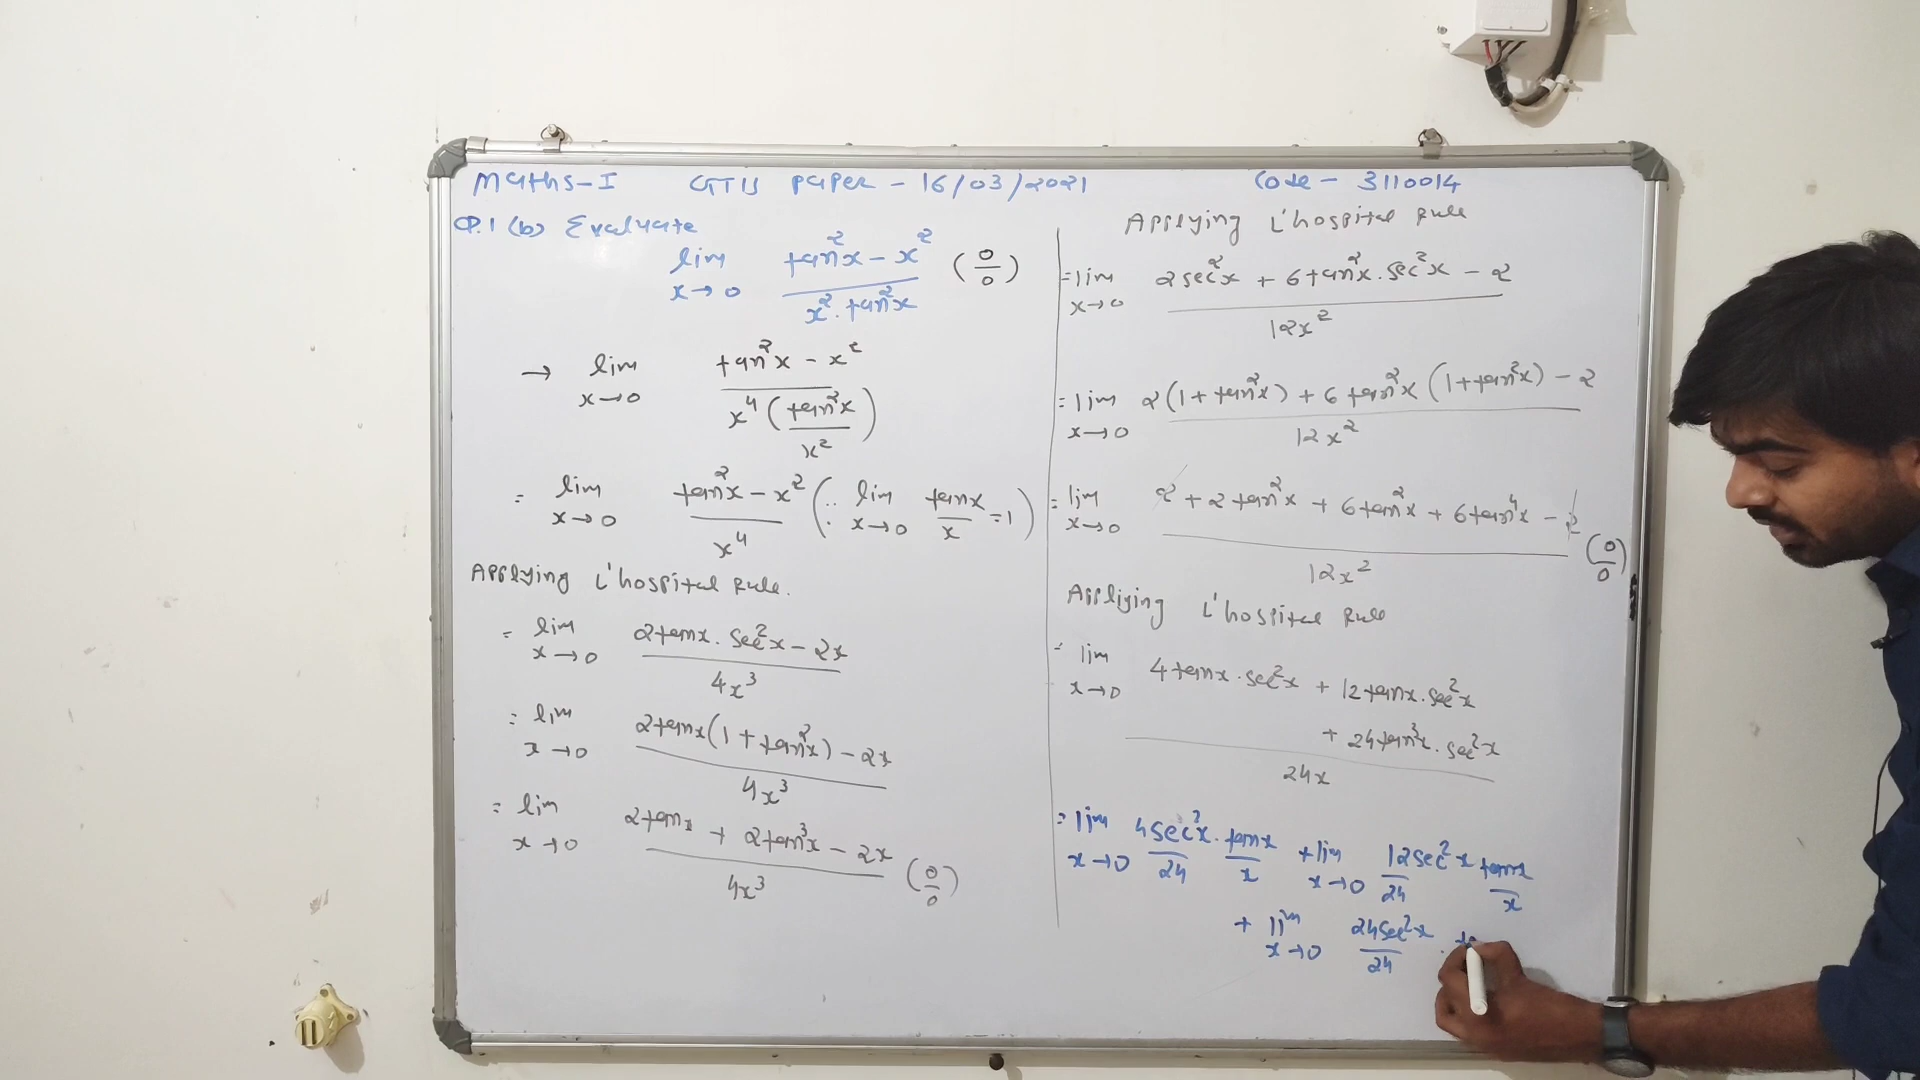 Maths-I GTU Paper - 16/03/2021 Code - 3110014
Q.1 (b) Evaluate
lim x→0 (tan²x - x²) / (x² . tan²x) (0/0)
→ lim x→0 (tan²x - x²) / (x⁴ (tan²x / x²))
= lim x→0 (tan²x - x²) / x⁴ (∵ lim x→0 tanx / x = 1)
Applying L'hospital Rule.
= lim x→0 (2tanx . sec²x - 2x) / 4x³
= lim x→0 (2tanx(1 + tan²x) - 2x) / 4x³
= lim x→0 (2tanx + 2tan³x - 2x) / 4x³ (0/0)
Applying L'hospital Rule
= lim x→0 (2sec²x + 6tan²x . sec²x - 2) / 12x²
= lim x→0 (2(1 + tan²x) + 6tan²x (1 + tan²x) - 2) / 12x²
= lim x→0 (2 + 2tan²x + 6tan²x + 6tan⁴x - 2) / 12x² (0/0)
Appliying L'hospital Rule
= lim x→0 (4tanx . sec²x + 12tanx . sec²x
+ 24tan³x . sec²x) / 24x
= lim x→0 4sec²x / 24 . tanx / x + lim x→0 12sec²x / 24 tanx / x
+ lim x→0 24sec²x / 24 .